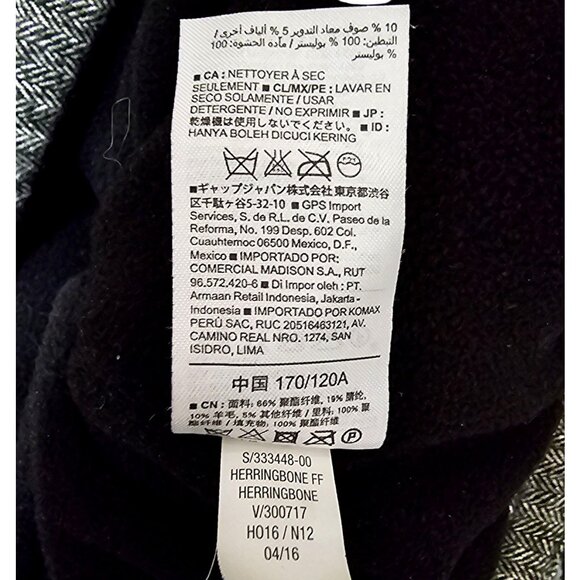 10 % صوف معاد التدوير 5 % ألياف أخرى /
التبطين: 100 % بوليستر / ماده الحشوة: 100
% بوليستر
■ CA : NETTOYER À SEC
SEULEMENT ■ CL/MX/PE : LAVAR EN
SECO SOLAMENTE / USAR
DETERGENTE / NO EXPRIMIR ■ JP :
乾燥機は使用しないでください。 ■ ID :
HANYA BOLEH DICUCI KERING
■ギャップジャパン株式会社 東京都渋谷
区千駄ヶ谷5-32-10 ■ GPS Import
Services, S. de R.L. de C.V. Paseo de la
Reforma, No. 199 Desp. 602 Col.
Cuauhtemoc 06500 Mexico, D.F.,
Mexico ■ IMPORTADO POR:
COMERCIAL MADISON S.A., RUT
96.572.420-6 ■ Di Impor oleh : PT.
Armaan Retail Indonesia, Jakarta -
Indonesia ■ IMPORTADO POR KOMAX
PERÚ SAC, RUC 20516463121, AV.
CAMINO REAL NRO. 1274, SAN
ISIDRO, LIMA
中国 170/120A
■ CN : 面料: 66% 聚酯纤维, 19% 腈纶,
10% 羊毛, 5% 其他纤维 / 里料: 100% 聚
酯纤维 / 填充物: 100% 聚酯纤维
P
S/333448-00
HERRINGBONE FF
HERRINGBONE
V/300717
HO16 / N12
04/16